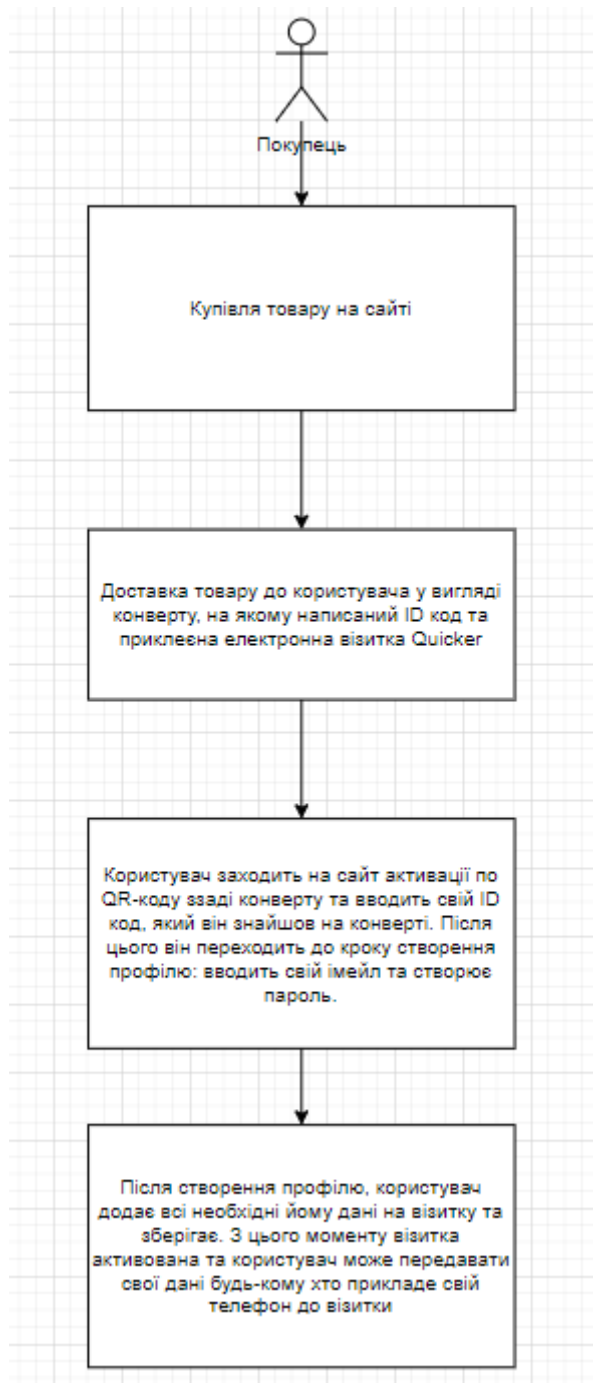 Покупець
Купівля товару на сайті
Доставка товару до користувача у вигляді
конверту, на якому написаний ID код та
приклеєна електронна візитка Quicker
Користувач заходить на сайт активації по
QR-коду ззаді конверту та вводить свій ID
код, який він знайшов на конверті. Після
цього він переходить до кроку створення
профілю: вводить свій імейл та створює
пароль.
Після створення профілю, користувач
додає всі необхідні йому дані на візитку та
зберігає. З цього моменту візитка
активована та користувач може передавати
свої дані будь-кому хто прикладе свій
телефон до візитки